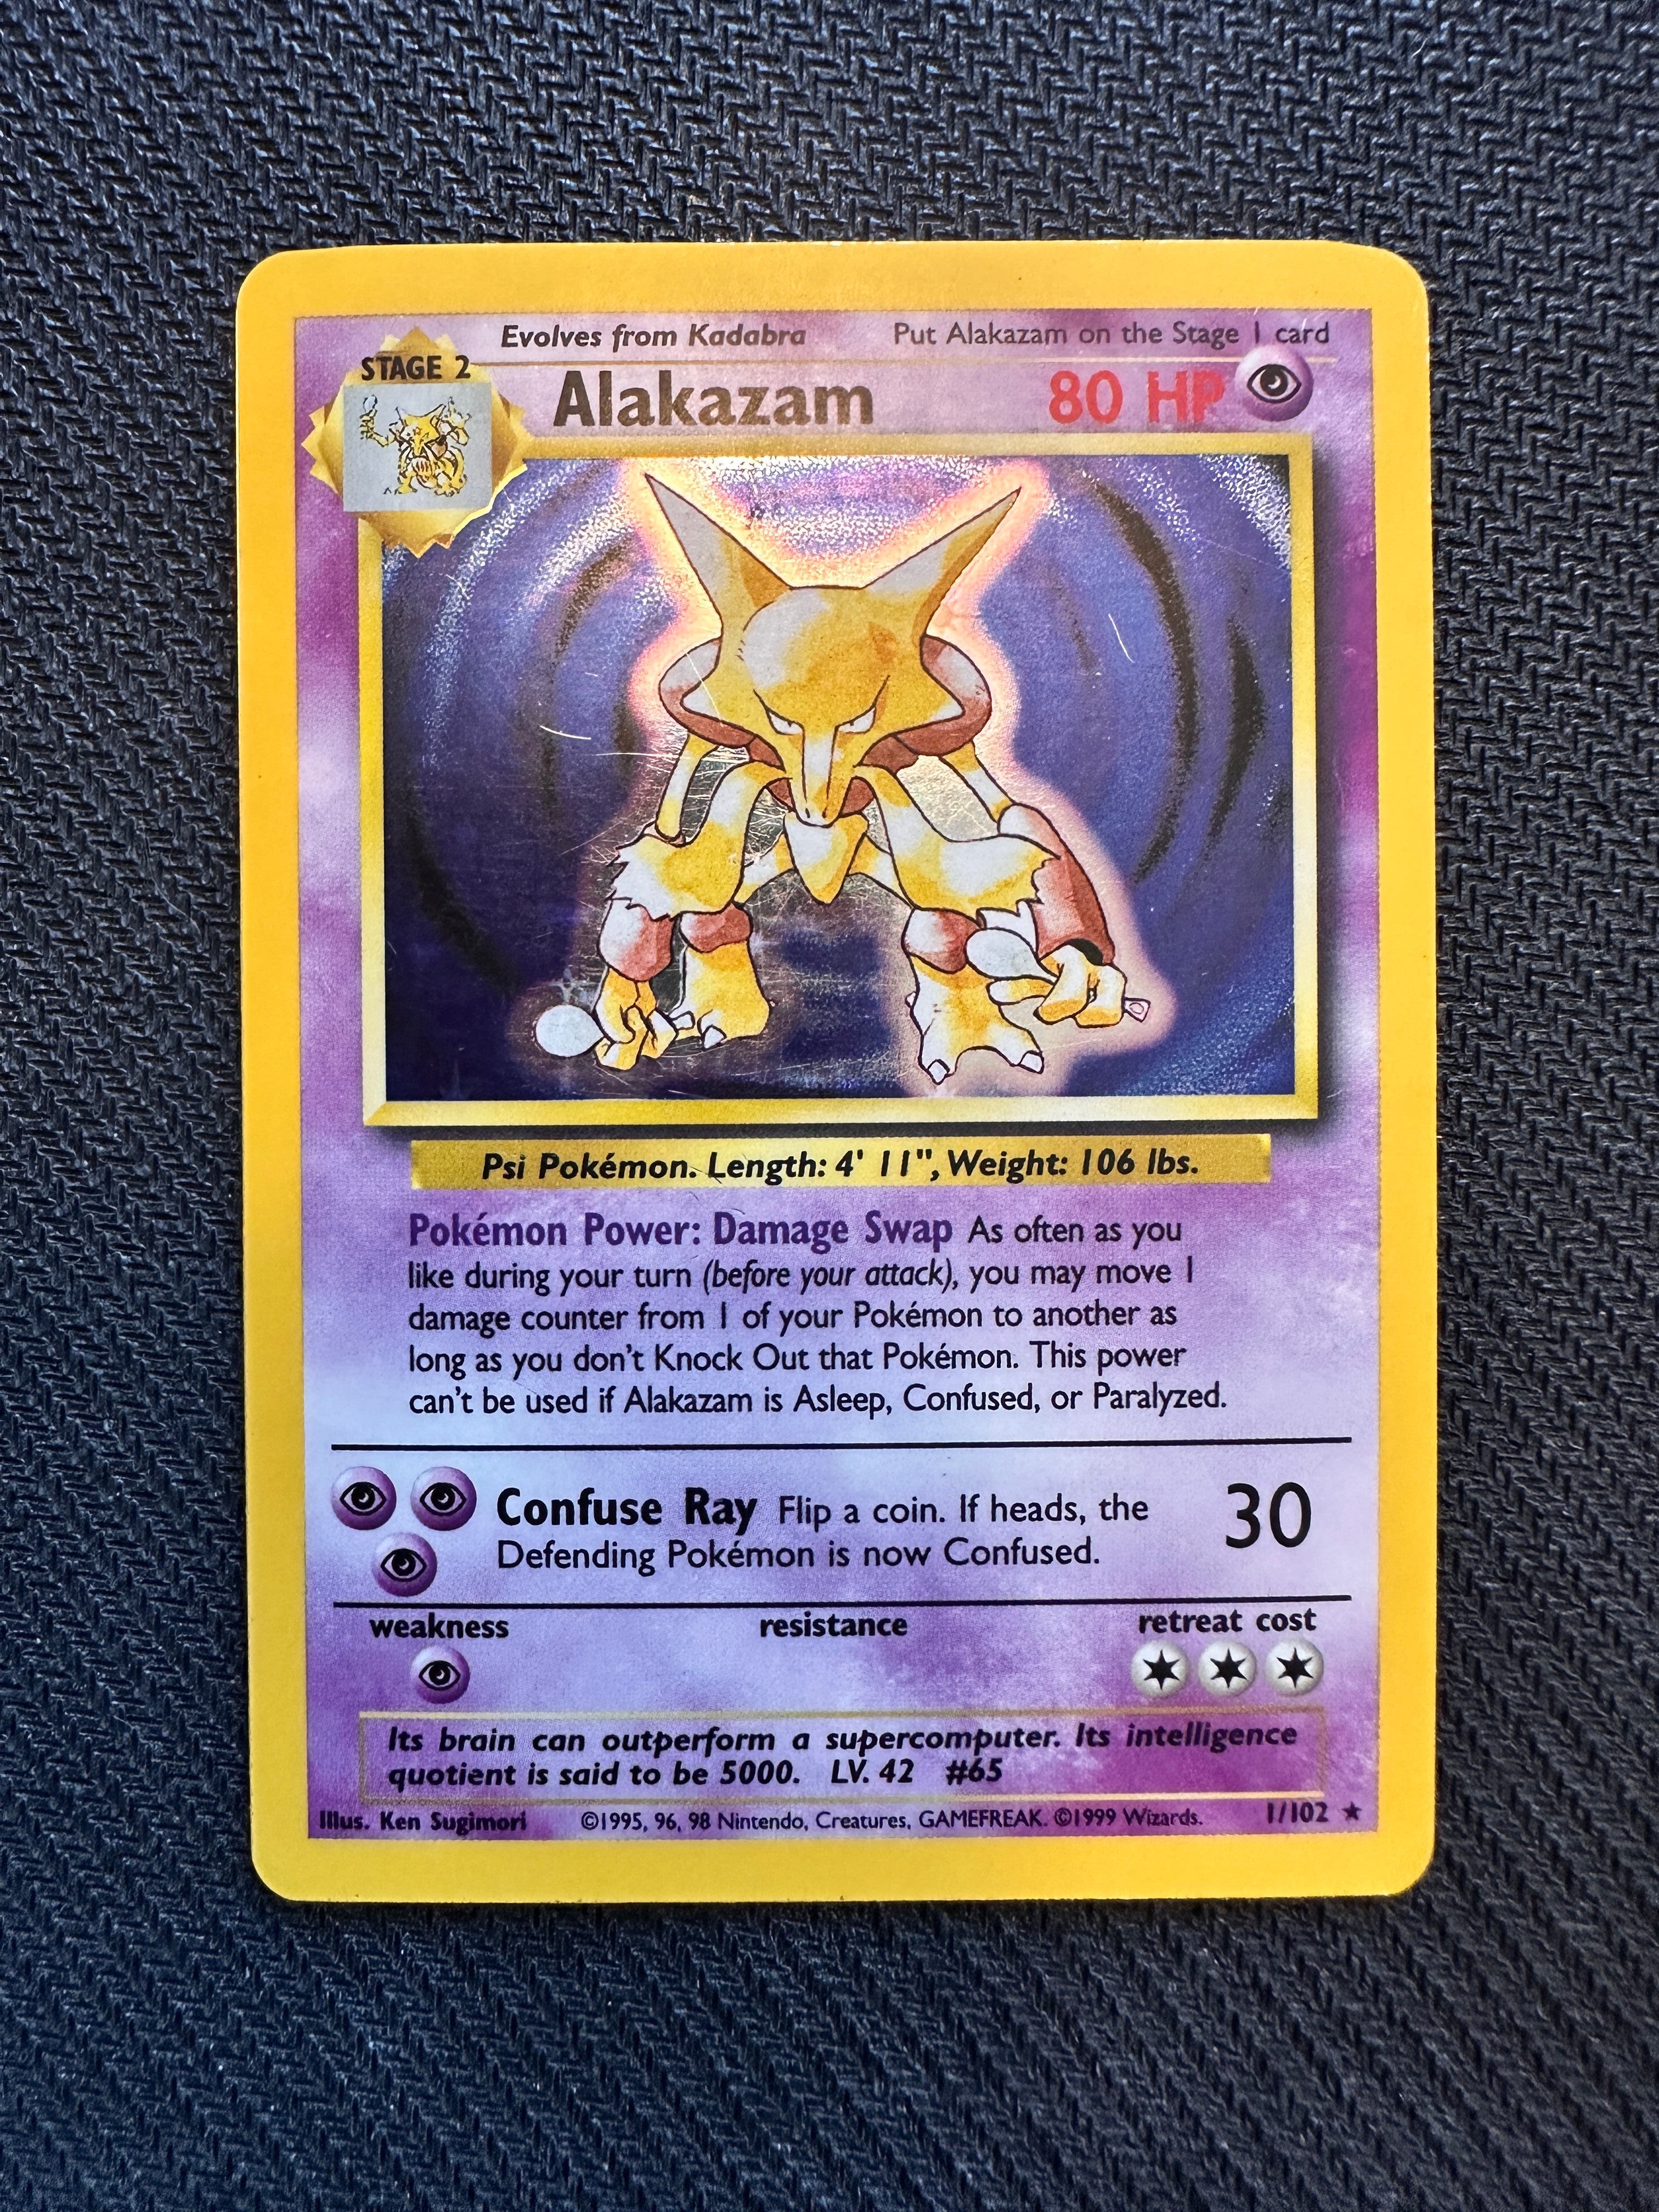 Evolves from Kadabra Put Alakazam on the Stage 1 card
STAGE 2
Alakazam 80 HP
Psi Pokémon. Length: 4' 11", Weight: 106 lbs.
Pokémon Power: Damage Swap As often as you
like during your turn (before your attack), you may move 1
damage counter from 1 of your Pokémon to another as
long as you don't Knock Out that Pokémon. This power
can't be used if Alakazam is Asleep, Confused, or Paralyzed.
Confuse Ray Flip a coin. If heads, the 30
Defending Pokémon is now Confused.
weakness resistance retreat cost
Its brain can outperform a supercomputer. Its intelligence
quotient is said to be 5000. LV. 42 #65
Illus. Ken Sugimori ©1995, 96, 98 Nintendo, Creatures, GAMEFREAK. ©1999 Wizards. 1/102 ★